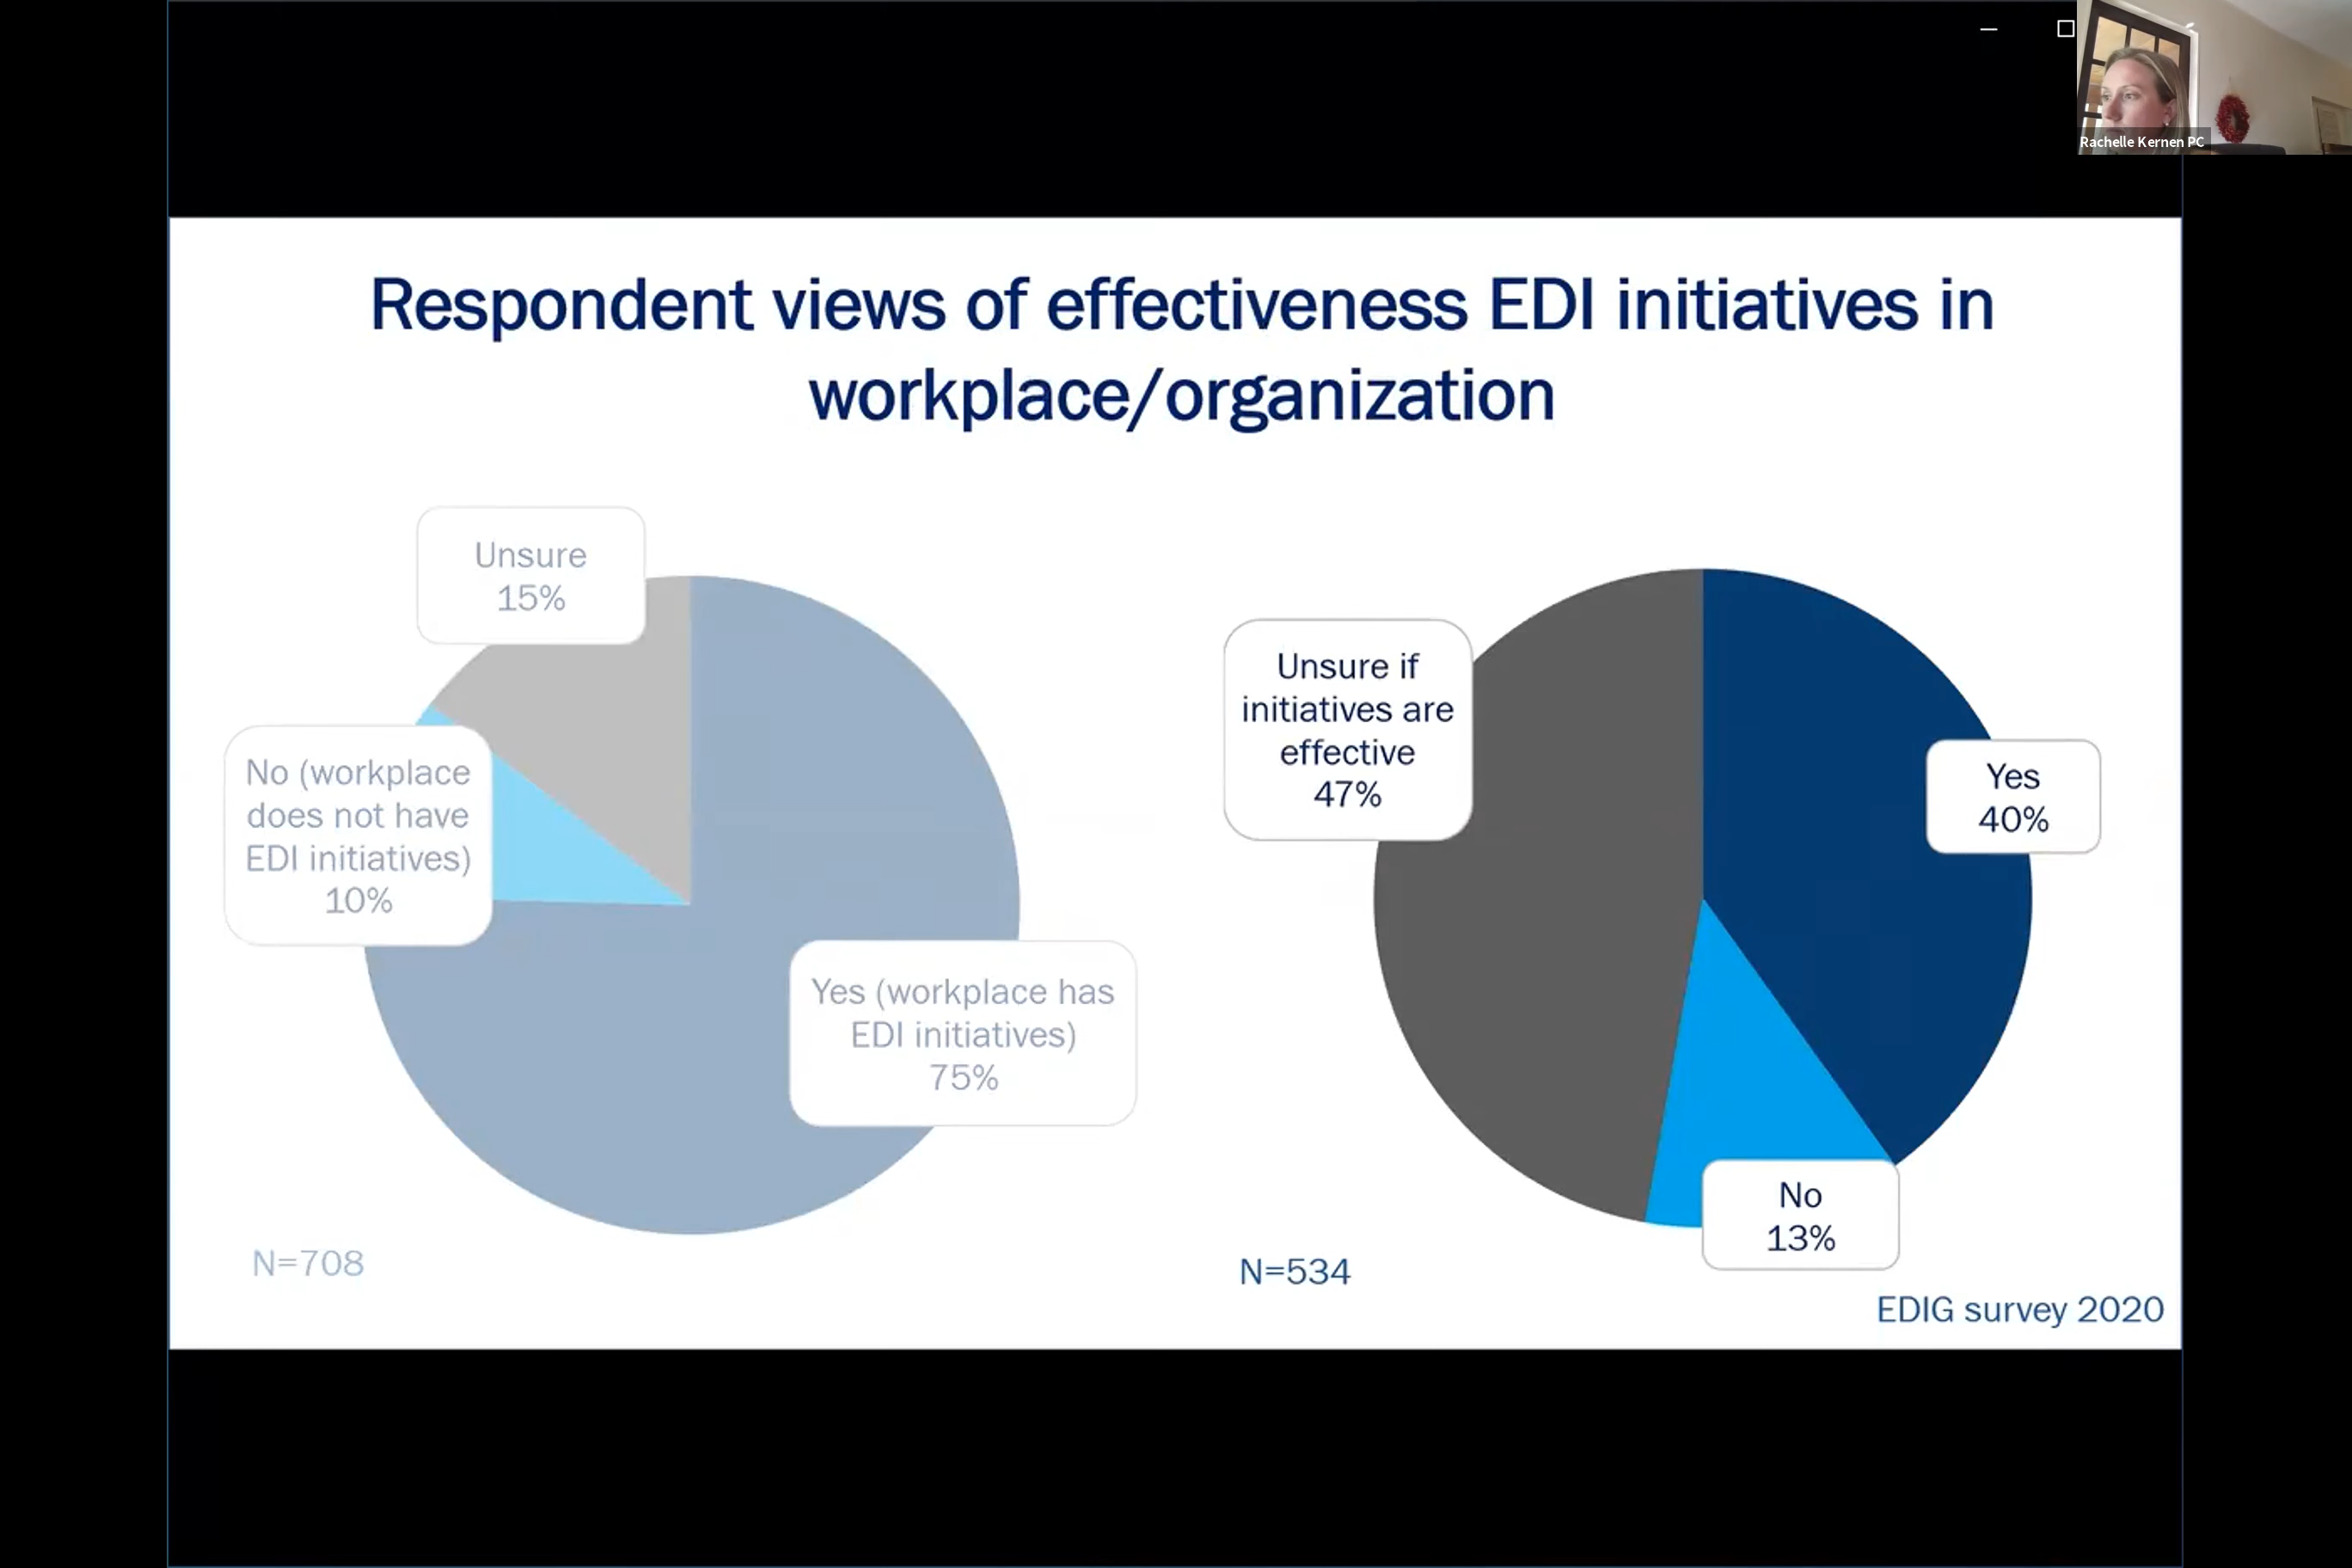 Rachelle Kernen PC
Respondent views of effectiveness EDI initiatives in
workplace/organization
Unsure
15%
No (workplace
does not have
EDI initiatives)
10%
Yes (workplace has
EDI initiatives)
75%
N=708
Unsure if
initiatives are
effective
47%
Yes
40%
No
13%
N=534
EDIG survey 2020